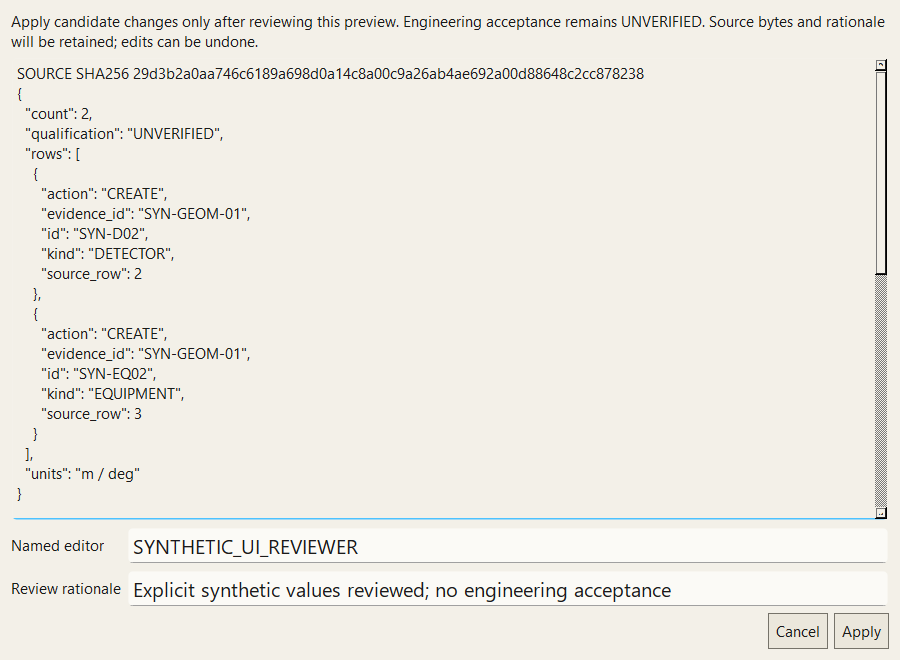 Apply candidate changes only after reviewing this preview. Engineering acceptance remains UNVERIFIED. Source bytes and rationale
will be retained; edits can be undone.
SOURCE SHA256 29d3b2a0aa746c6189a698d0a14c8a00c9a26ab4ae692a00d88648c2cc878238
{
"count": 2,
"qualification": "UNVERIFIED",
"rows": [
{
"action": "CREATE",
"evidence_id": "SYN-GEOM-01",
"id": "SYN-D02",
"kind": "DETECTOR",
"source_row": 2
},
{
"action": "CREATE",
"evidence_id": "SYN-GEOM-01",
"id": "SYN-EQ02",
"kind": "EQUIPMENT",
"source_row": 3
}
],
"units": "m / deg"
}
Named editor SYNTHETIC_UI_REVIEWER
Review rationale Explicit synthetic values reviewed; no engineering acceptance
Cancel Apply